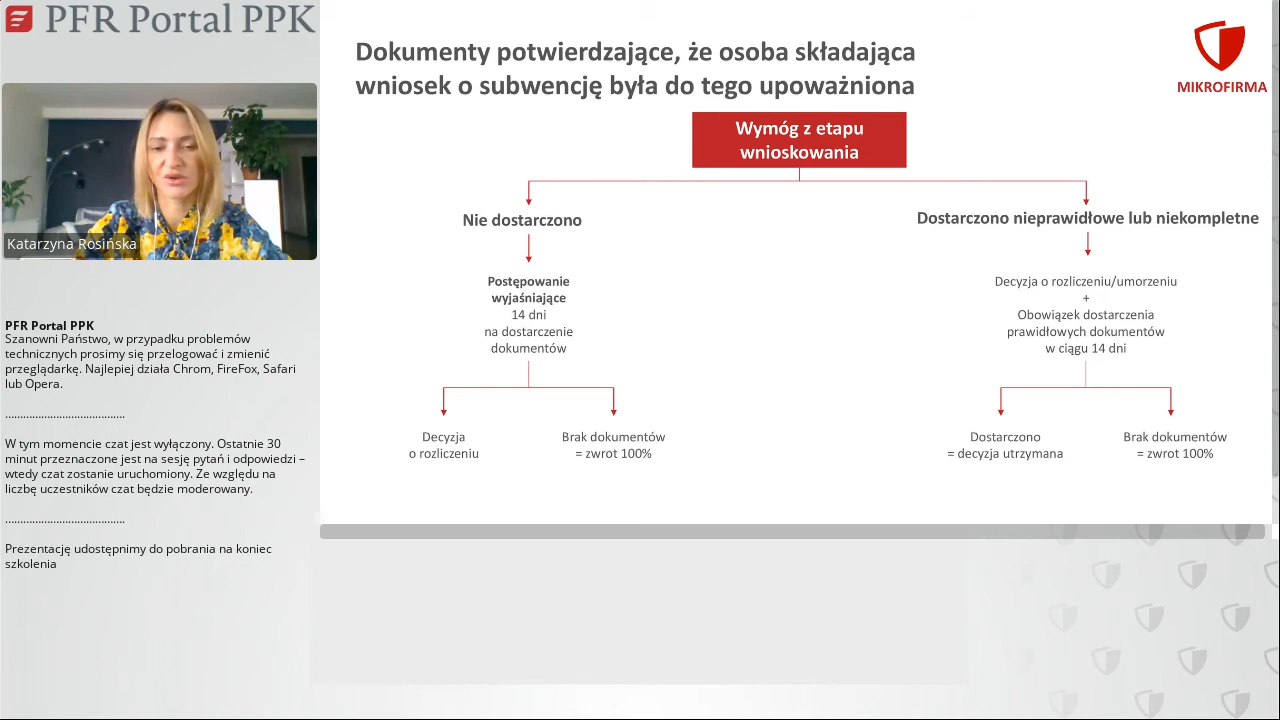 PFR Portal PPK
Katarzyna Rosińska
PFR Portal PPK
Szanowni Państwo, w przypadku problemów
technicznych prosimy się przelogować i zmienić
przeglądarkę. Najlepiej działa Chrom, FireFox, Safari
lub Opera.
........................................
W tym momencie czat jest wyłączony. Ostatnie 30
minut przeznaczone jest na sesję pytań i odpowiedzi –
wtedy czat zostanie uruchomiony. Ze względu na
liczbę uczestników czat będzie moderowany.
........................................
Prezentację udostępnimy do pobrania na koniec
szkolenia
Dokumenty potwierdzające, że osoba składająca
wniosek o subwencję była do tego upoważniona
MIKROFIRMA
Wymóg z etapu
wnioskowania
Nie dostarczono
Postępowanie
wyjaśniające
14 dni
na dostarczenie
dokumentów
Decyzja
o rozliczeniu
Brak dokumentów
= zwrot 100%
Dostarczono nieprawidłowe lub niekompletne
Decyzja o rozliczeniu/umorzeniu
+
Obowiązek dostarczenia
prawidłowych dokumentów
w ciągu 14 dni
Dostarczono
= decyzja utrzymana
Brak dokumentów
= zwrot 100%